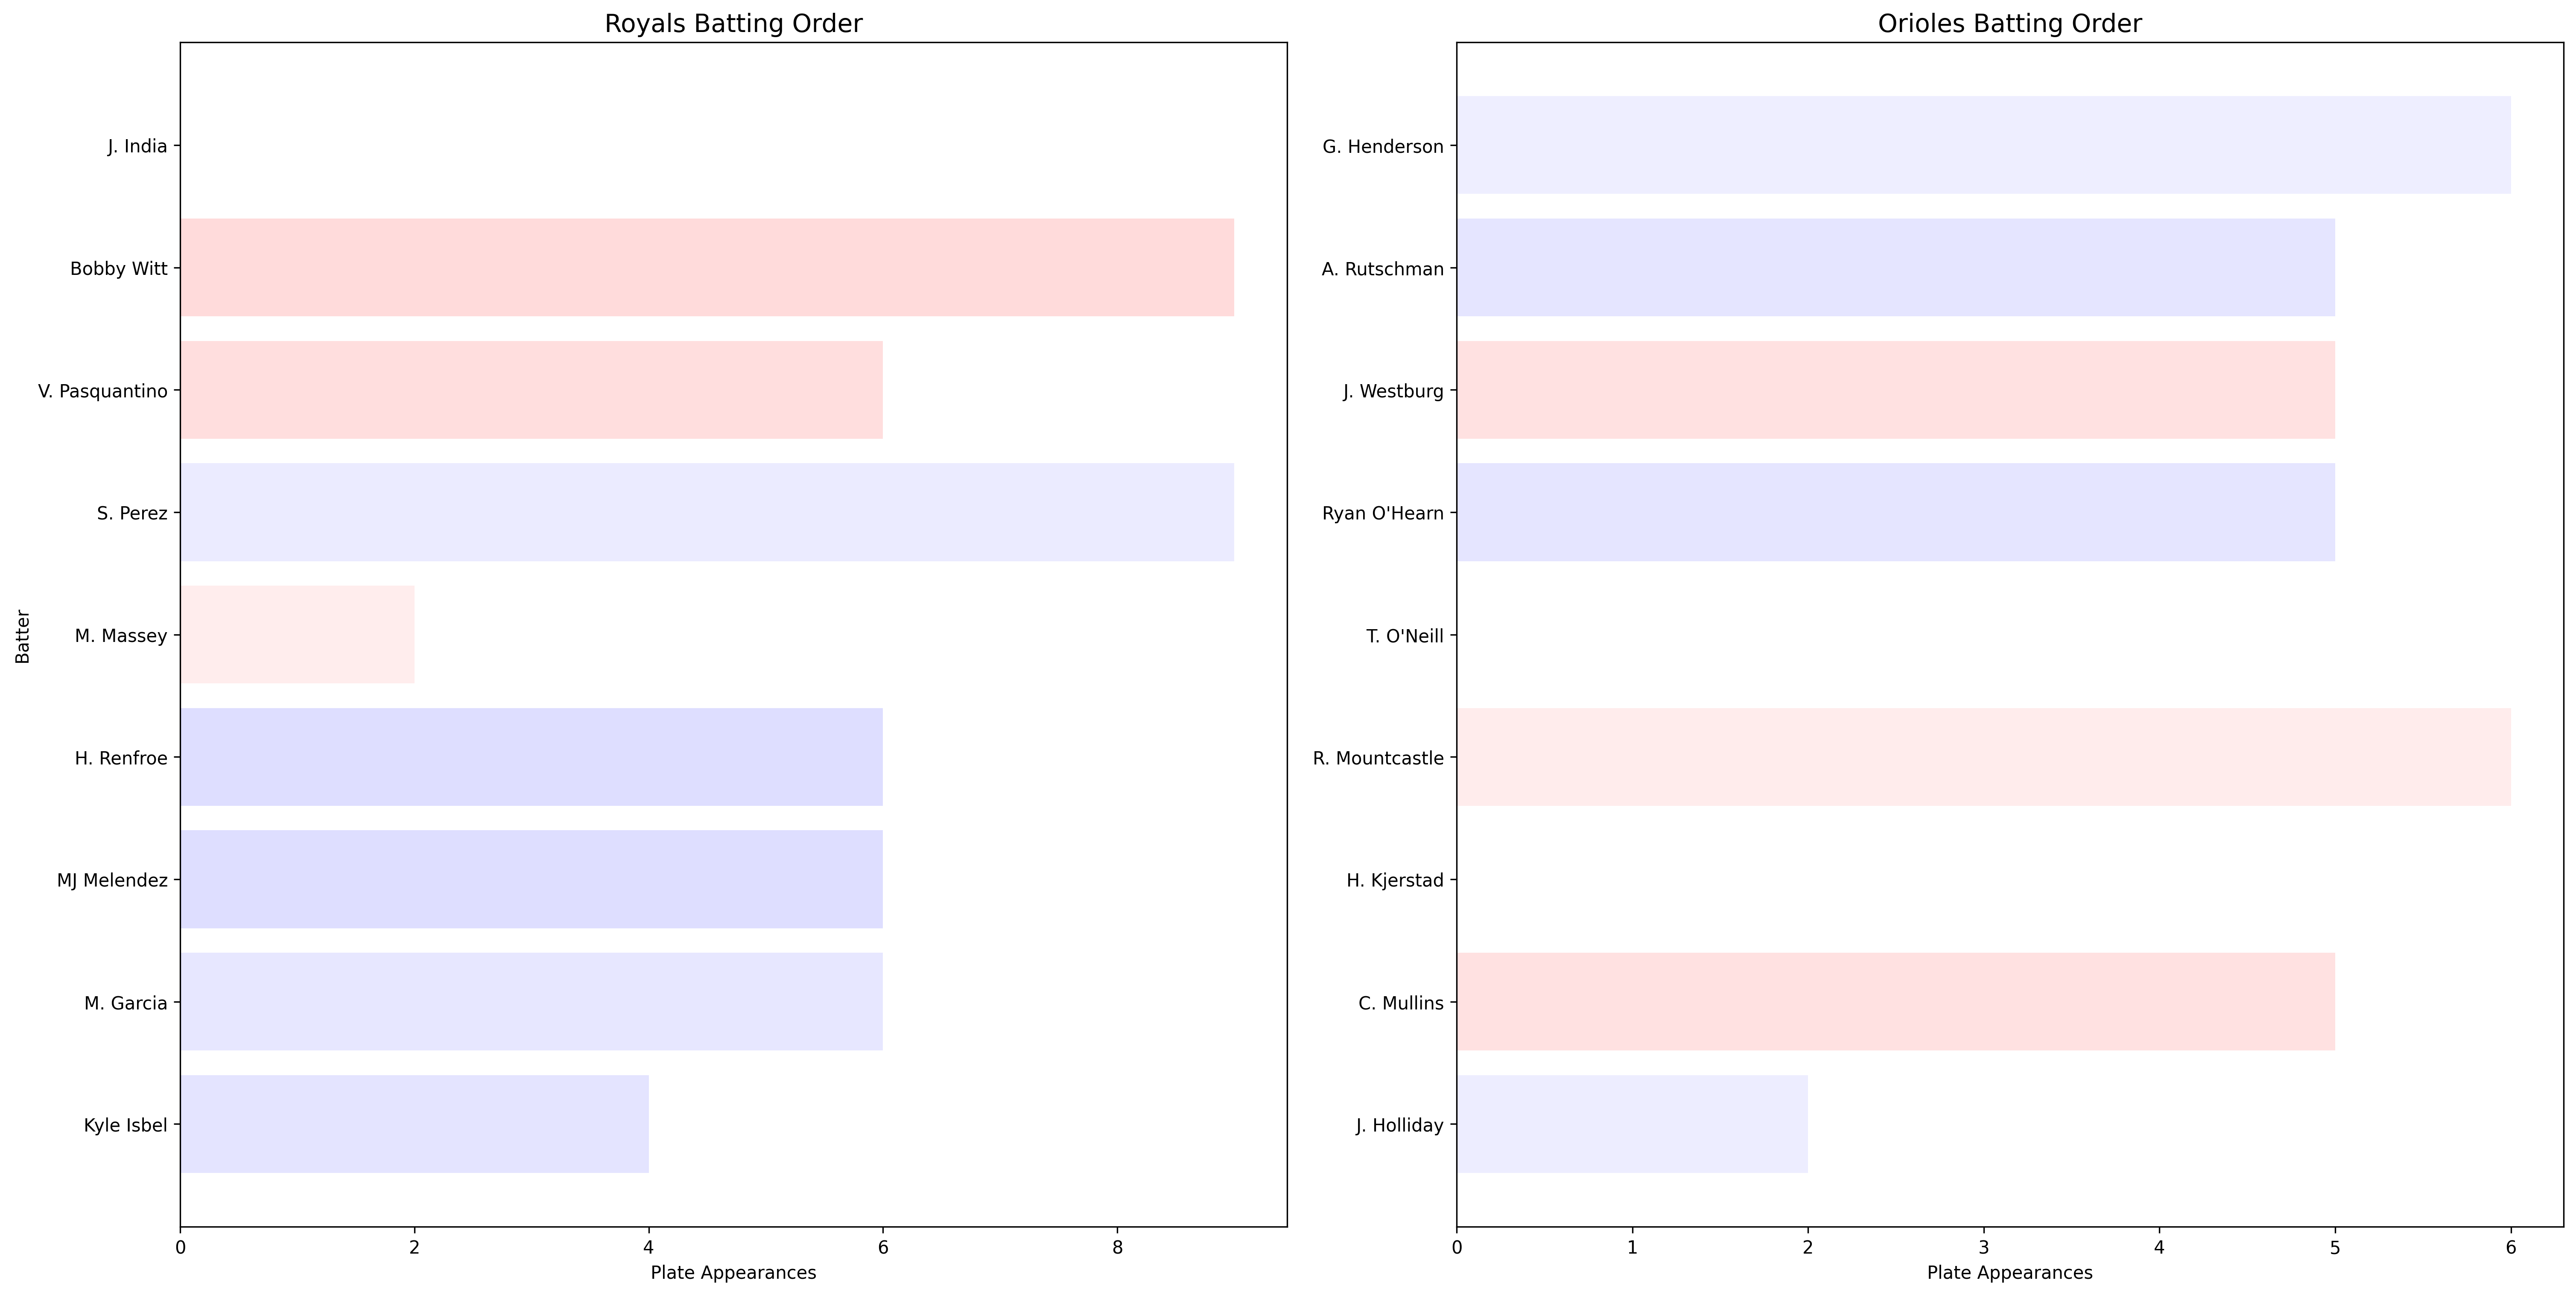 Royals Batting Order
Batter
J. India
Bobby Witt
V. Pasquantino
S. Perez
M. Massey
H. Renfroe
MJ Melendez
M. Garcia
Kyle Isbel
0 2 4 6 8
Plate Appearances
Orioles Batting Order
G. Henderson
A. Rutschman
J. Westburg
Ryan O'Hearn
T. O'Neill
R. Mountcastle
H. Kjerstad
C. Mullins
J. Holliday
0 1 2 3 4 5 6
Plate Appearances